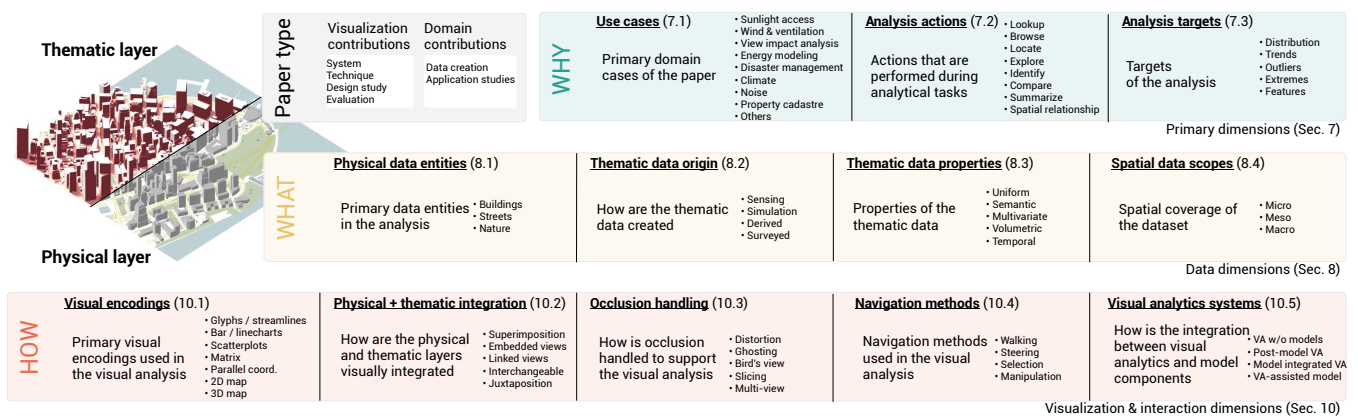 Thematic layer
Physical layer
Paper type
Visualization
contributions
System
Technique
Design study
Evaluation
Domain
contributions
Data creation
Application studies
WHY
Use cases (7.1)
Primary domain
cases of the paper
• Sunlight access
• Wind & ventilation
• View impact analysis
• Energy modeling
• Disaster management
• Climate
• Noise
• Property cadastre
• Others
Analysis actions (7.2)
Actions that are
performed during
analytical tasks
• Lookup
• Browse
• Locate
• Explore
• Identify
• Compare
• Summarize
• Spatial relationship
Analysis targets (7.3)
Targets
of the analysis
• Distribution
• Trends
• Outliers
• Extremes
• Features
Primary dimensions (Sec. 7)
WHAT
Physical data entities (8.1)
Primary data entities
in the analysis
• Buildings
• Streets
• Nature
Thematic data origin (8.2)
How are the thematic
data created
• Sensing
• Simulation
• Derived
• Surveyed
Thematic data properties (8.3)
Properties of the
thematic data
• Uniform
• Semantic
• Multivariate
• Volumetric
• Temporal
Spatial data scopes (8.4)
Spatial coverage of
the dataset
• Micro
• Meso
• Macro
Data dimensions (Sec. 8)
HOW
Visual encodings (10.1)
Primary visual
encodings used in
the visual analysis
• Glyphs / streamlines
• Bar / linecharts
• Scatterplots
• Matrix
• Parallel coord.
• 2D map
• 3D map
Physical + thematic integration (10.2)
How are the physical
and thematic layers
visually integrated
• Superimposition
• Embedded views
• Linked views
• Interchangeable
• Juxtaposition
Occlusion handling (10.3)
How is occlusion
handled to support
the visual analysis
• Distortion
• Ghosting
• Bird's view
• Slicing
• Multi-view
Navigation methods (10.4)
Navigation methods
used in the visual
analysis
• Walking
• Steering
• Selection
• Manipulation
Visual analytics systems (10.5)
How is the integration
between visual
analytics and model
components
• VA w/o models
• Post-model VA
• Model integrated VA
• VA-assisted model
Visualization & interaction dimensions (Sec. 10)